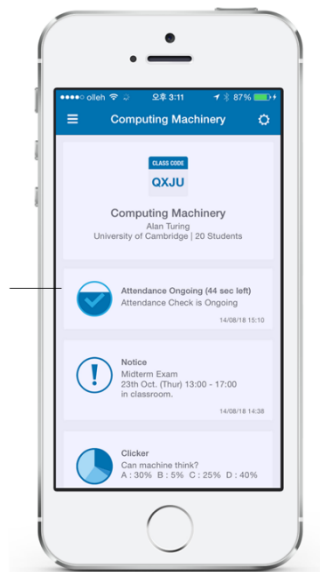 olleh 오후 3:11 87%
Computing Machinery
CLASS CODE
QXJU
Computing Machinery
Alan Turing
University of Cambridge | 20 Students
Attendance Ongoing (44 sec left)
Attendance Check is Ongoing
14/08/18 15:10
Notice
Midterm Exam
23th Oct. (Thur) 13:00 - 17:00
in classroom.
14/08/18 14:38
Clicker
Can machine think?
A : 30% B : 5% C : 25% D : 40%